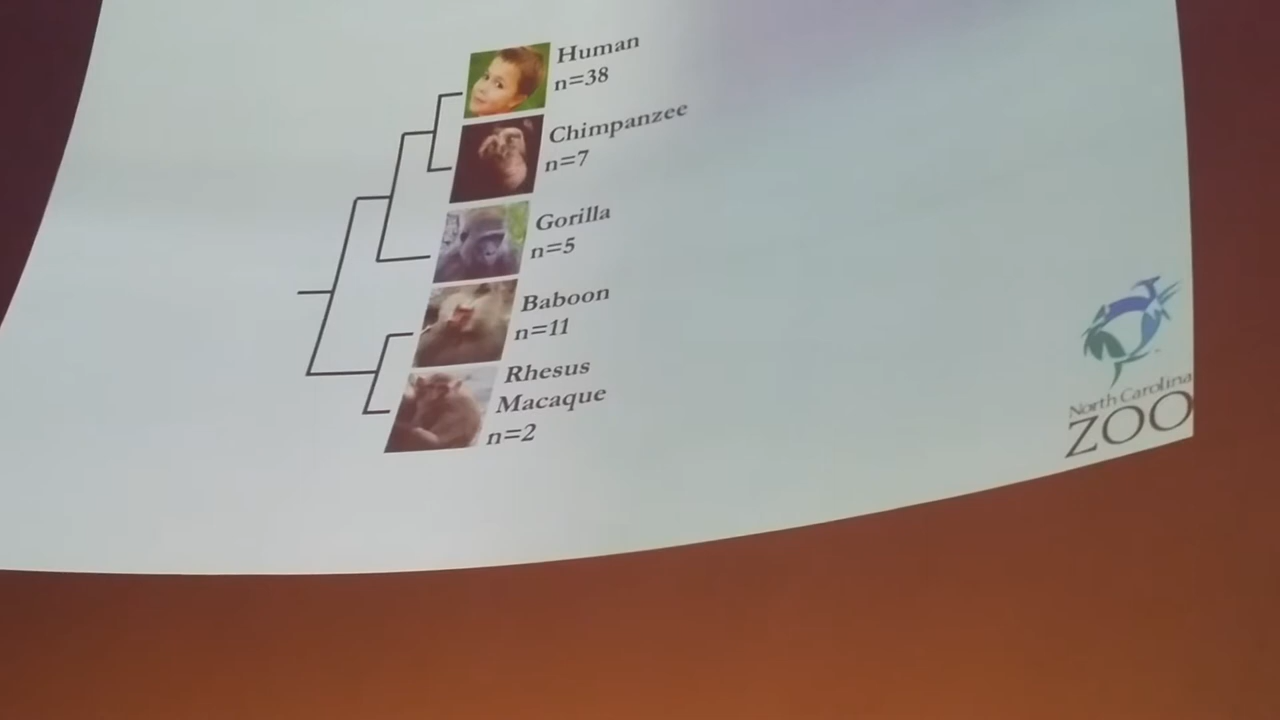 Human
n=38
Chimpanzee
n=7
Gorilla
n=5
Baboon
n=11
Rhesus
Macaque
n=2
North Carolina
ZOO